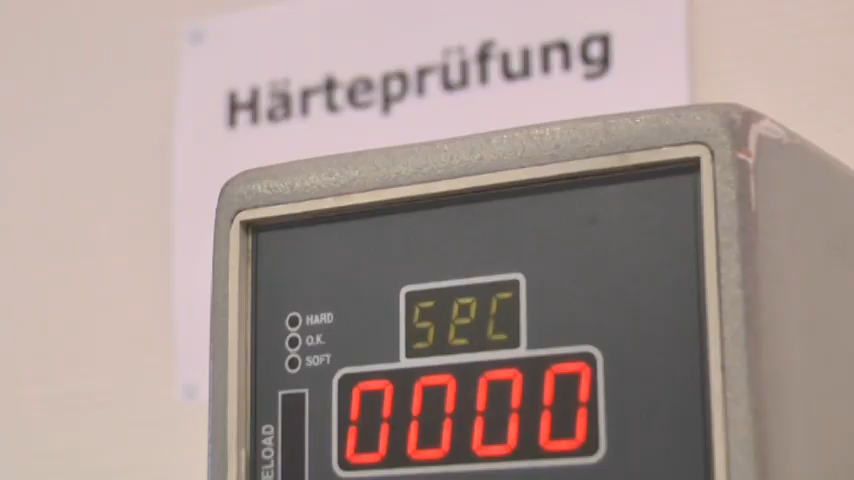 Härteprüfung
SEC
HARD
O.K.
SOFT
0000
ELOAD